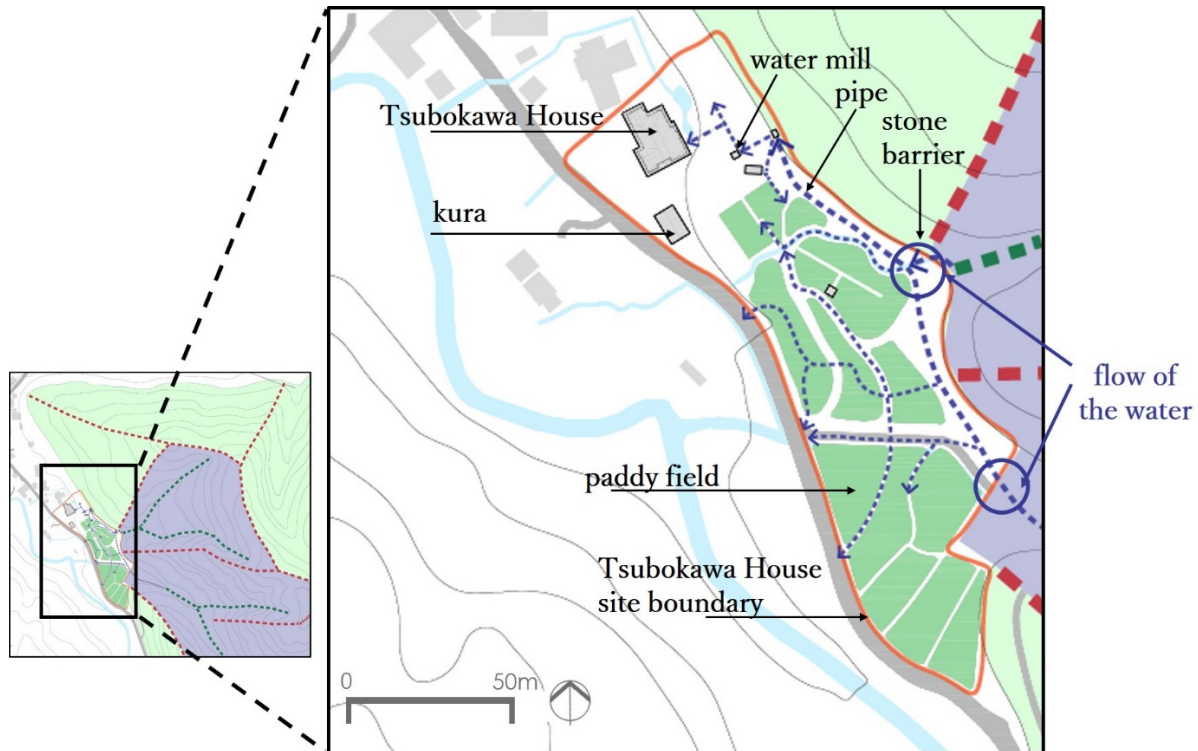 water mill
pipe
Tsubokawa House
stone
barrier
kura
flow of
the water
paddy field
Tsubokawa House
site boundary
0
50m